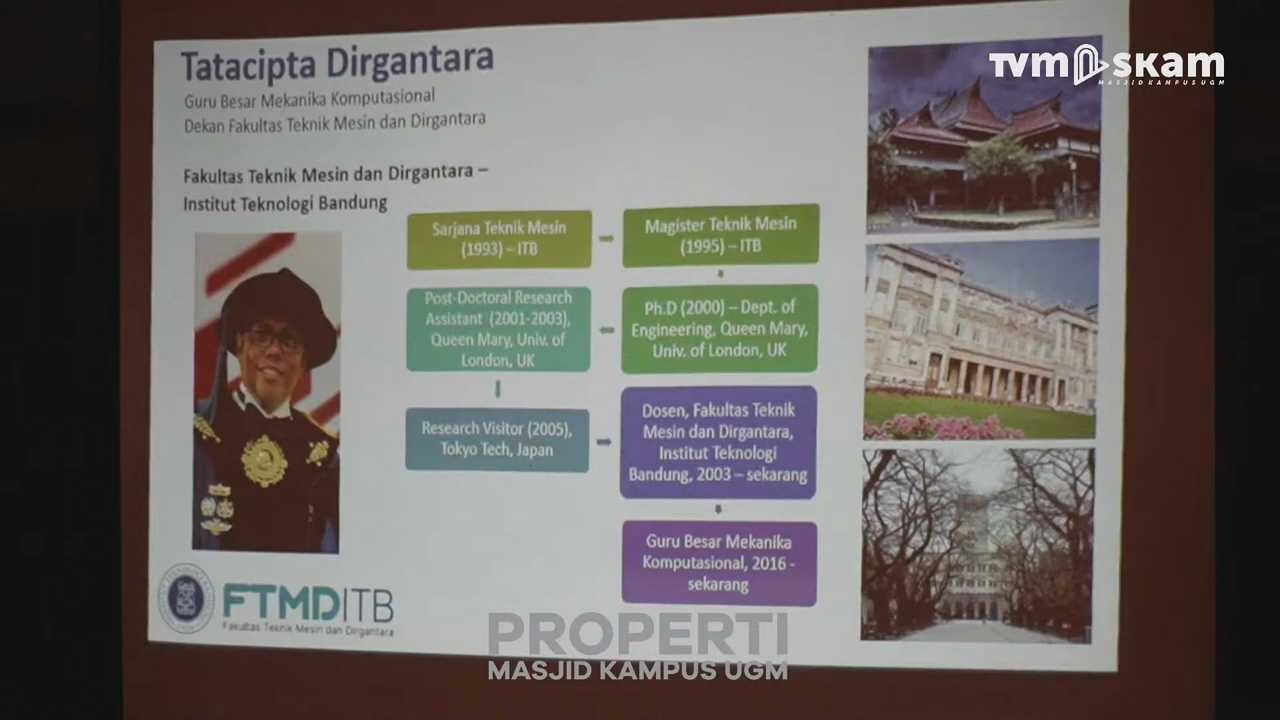 Tatacipta Dirgantara
Guru Besar Mekanika Komputasional
Dekan Fakultas Teknik Mesin dan Dirgantara
Fakultas Teknik Mesin dan Dirgantara –
Institut Teknologi Bandung
Sarjana Teknik Mesin
(1993) – ITB
Magister Teknik Mesin
(1995) – ITB
Ph.D (2000) – Dept. of
Engineering, Queen Mary,
Univ. of London, UK
Post-Doctoral Research
Assistant (2001-2003),
Queen Mary, Univ. of
London, UK
Research Visitor (2005),
Tokyo Tech, Japan
Dosen, Fakultas Teknik
Mesin dan Dirgantara,
Institut Teknologi
Bandung, 2003 – sekarang
Guru Besar Mekanika
Komputasional, 2016 -
sekarang
FTMDITB
Fakultas Teknik Mesin dan Dirgantara
TVMOSKAM
MASJID KAMPUS UGM
PROPERTI
MASJID KAMPUS UGM